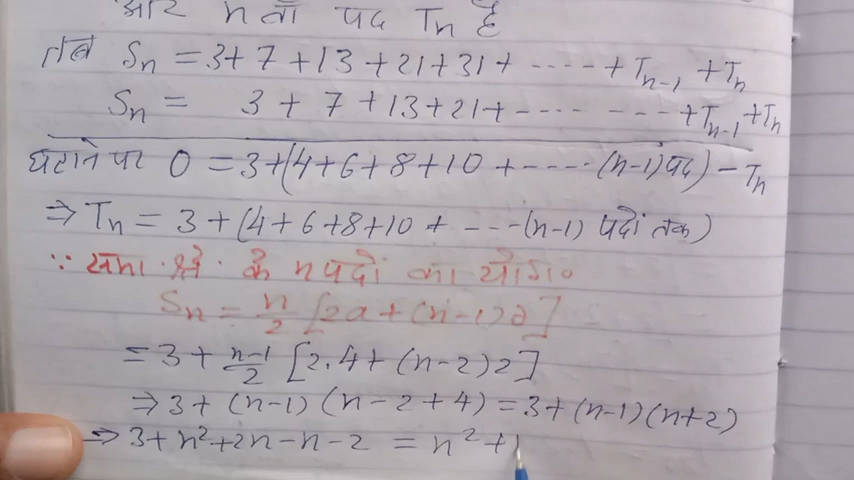 और n वाँ पद Tn है
तब Sn = 3+7+13+21+31+ ---- +Tn-1 +Tn
Sn = 3+7+13+21+ ---- --- +Tn-1 +Tn
घटाने पर 0 = 3+(4+6+8+10 +----- (n-1)पद) - Tn
⇒ Tn = 3+(4+6+8+10+ ---(n-1) पदों तक)
∵ समा. श्रे. के n पदों का योग॰
Sn = n/2 [2a+(n-1)d]
= 3 + n-1/2 [2.4+(n-2)2]
⇒ 3+(n-1)(n-2+4) = 3+(n-1)(n+2)
⇒ 3+n²+2n-n-2 = n²+